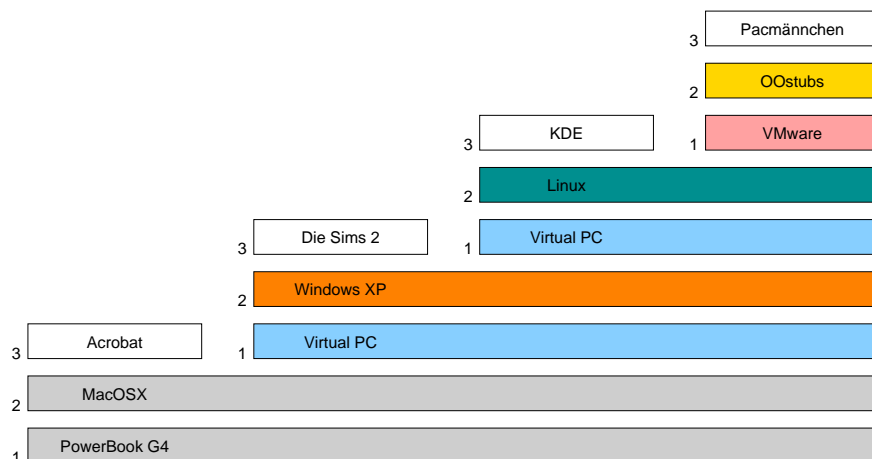 3 Pacmännchen
2 OOstubs
3 KDE 1 VMware
2 Linux
3 Die Sims 2 1 Virtual PC
2 Windows XP
3 Acrobat 1 Virtual PC
2 MacOSX
1 PowerBook G4